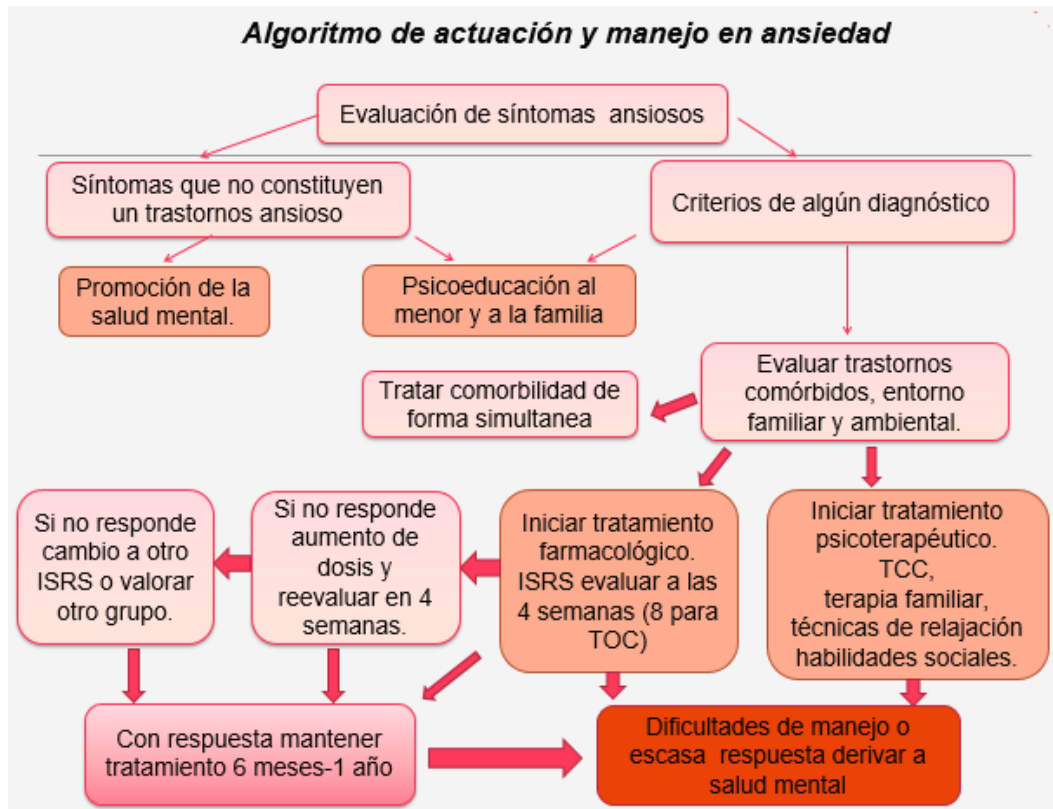 Algoritmo de actuación y manejo en ansiedad
Evaluación de síntomas ansiosos
Síntomas que no constituyen
un trastornos ansioso
Criterios de algún diagnóstico
Promoción de la
salud mental.
Psicoeducación al
menor y a la familia
Evaluar trastornos
comórbidos, entorno
familiar y ambiental.
Tratar comorbilidad de
forma simultanea
Si no responde
cambio a otro
ISRS o valorar
otro grupo.
Si no responde
aumento de
dosis y
reevaluar en 4
semanas.
Iniciar tratamiento
farmacológico.
ISRS evaluar a las
4 semanas (8 para
TOC)
Iniciar tratamiento
psicoterapéutico.
TCC,
terapia familiar,
técnicas de relajación
habilidades sociales.
Con respuesta mantener
tratamiento 6 meses-1 año
Dificultades de manejo o
escasa respuesta derivar a
salud mental